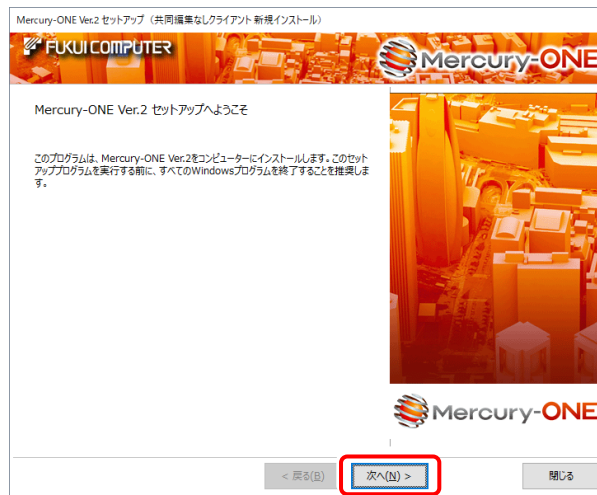 Mercury-ONE Ver.2 セットアップ（共同編集なしクライアント 新規インストール）
FUKUI COMPUTER
Mercury-ONE
Mercury-ONE Ver.2 セットアップへようこそ
このプログラムは、Mercury-ONE Ver.2をコンピューターにインストールします。このセット
アッププログラムを実行する前に、すべてのWindowsプログラムを終了することを推奨しま
す。
Mercury-ONE
< 戻る(B)
次へ(N) >
閉じる